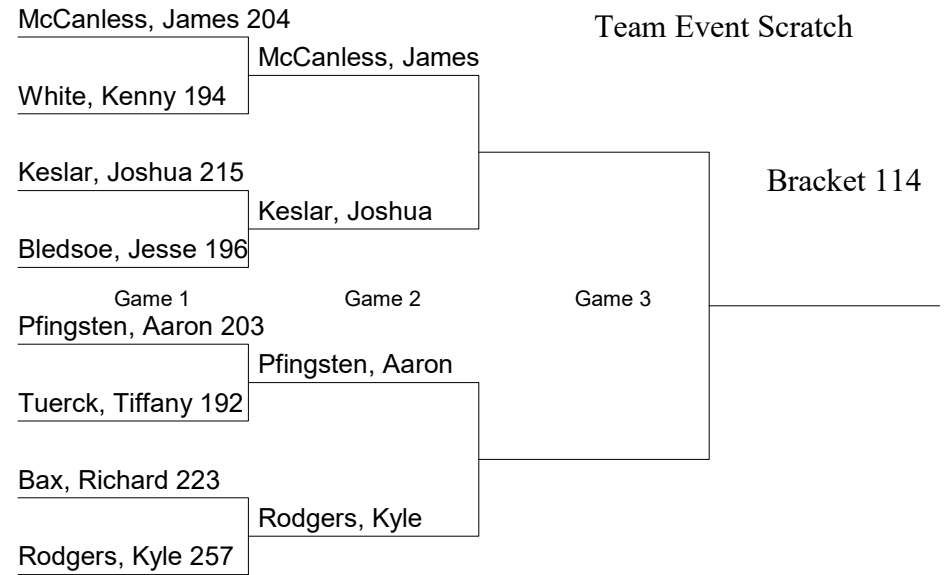 McCanless, James 204
Team Event Scratch
McCanless, James
White, Kenny 194
Keslar, Joshua 215
Bracket 114
Keslar, Joshua
Bledsoe, Jesse 196
Game 1
Game 2
Game 3
Pfingsten, Aaron 203
Pfingsten, Aaron
Tuerck, Tiffany 192
Bax, Richard 223
Rodgers, Kyle
Rodgers, Kyle 257